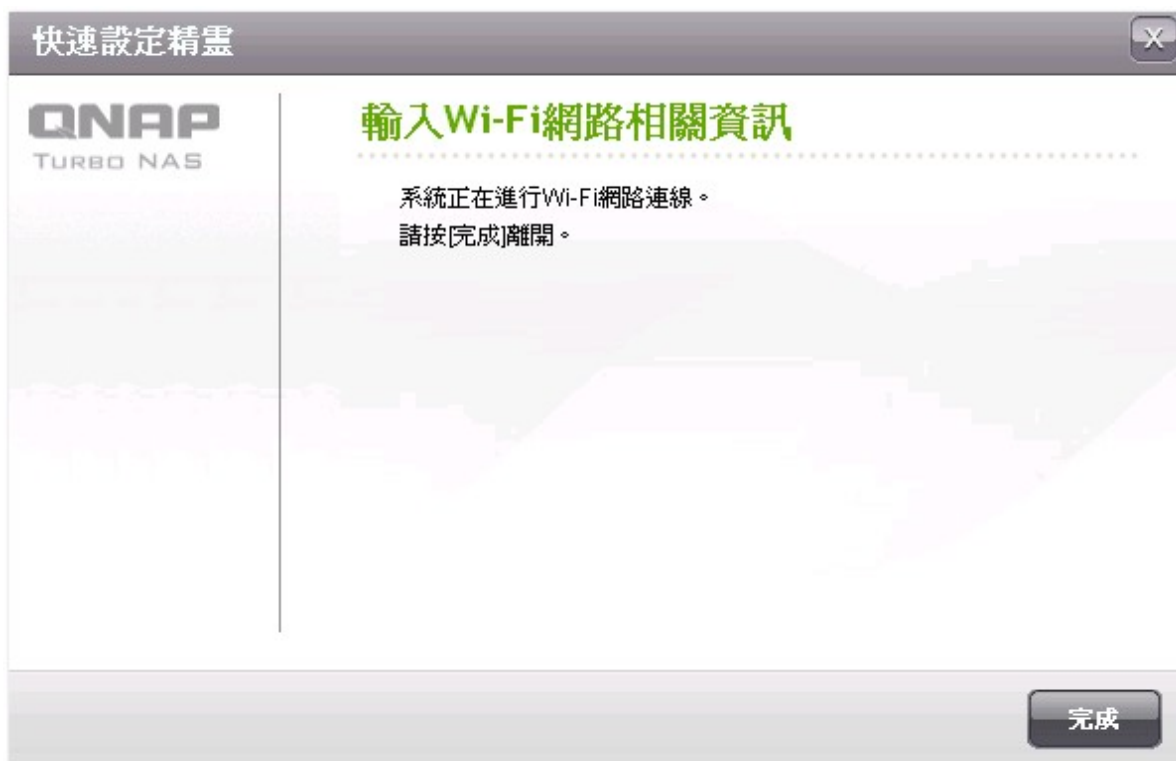 快速設定精靈
X
QNAP
TURBO NAS
輸入Wi-Fi網路相關資訊
系統正在進行Wi-Fi網路連線。
請按[完成]離開。
完成